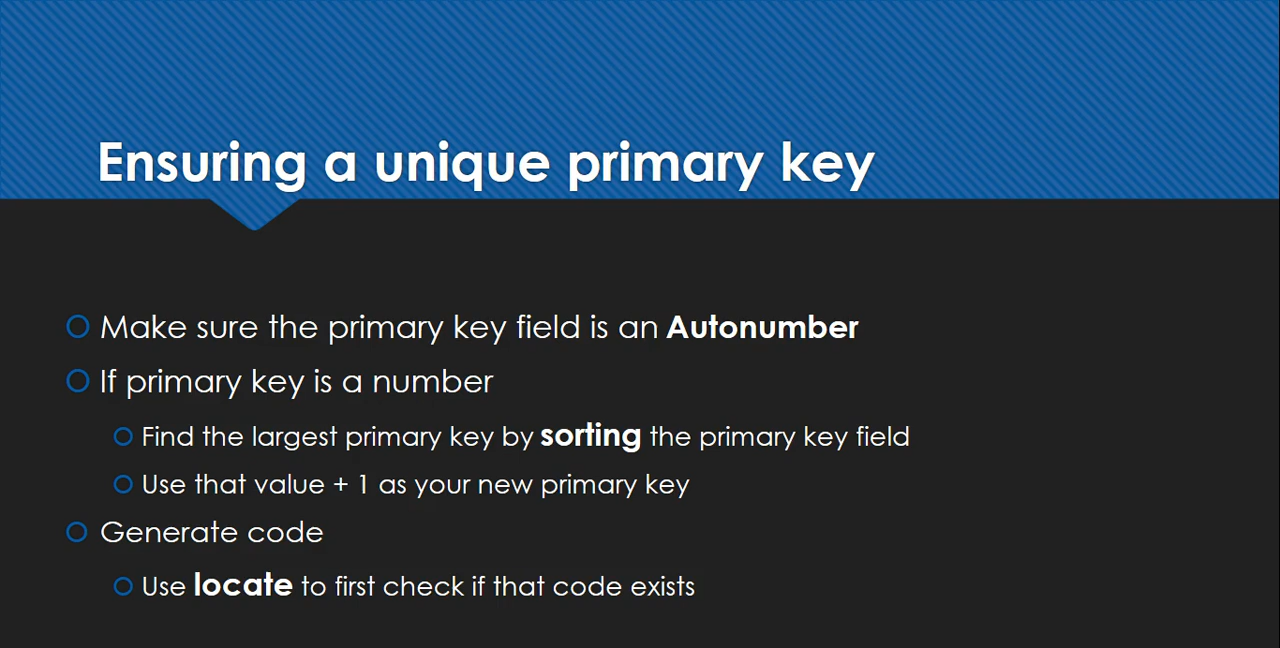 Ensuring a unique primary key
Make sure the primary key field is an Autonumber
If primary key is a number
Find the largest primary key by sorting the primary key field
Use that value + 1 as your new primary key
Generate code
Use locate to first check if that code exists